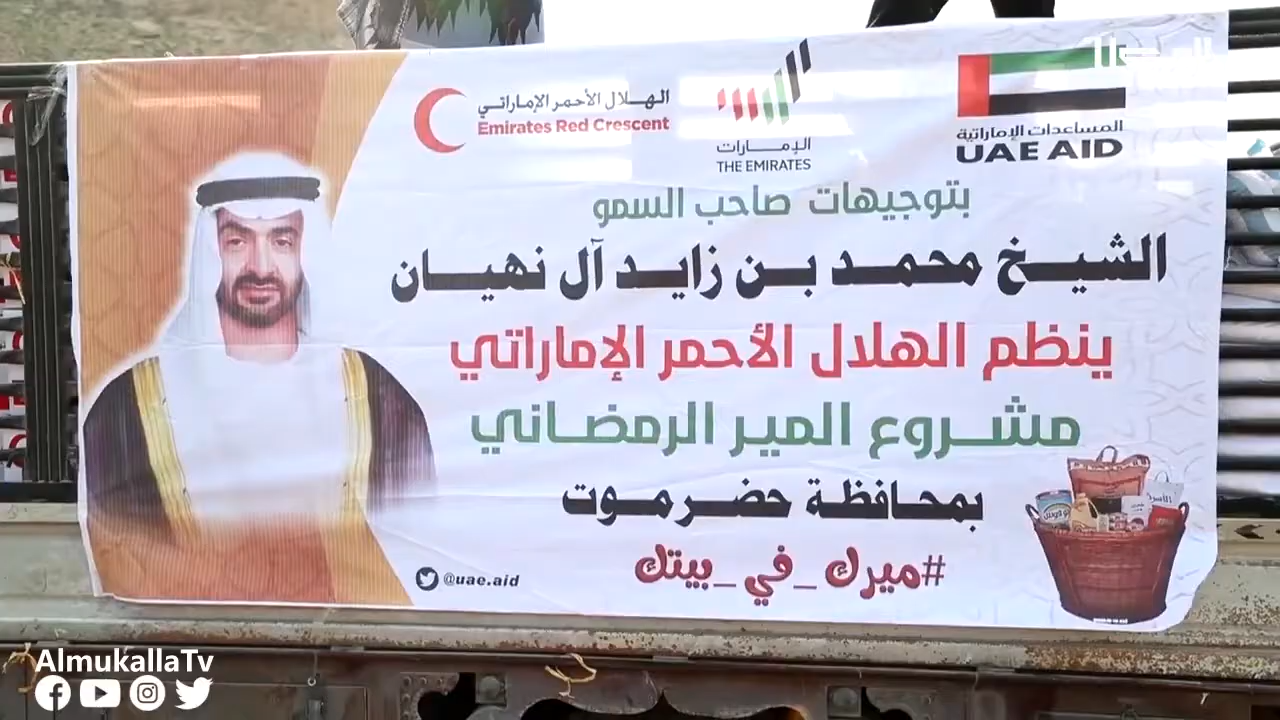 الهلال الأحمر الإماراتي
Emirates Red Crescent
الإمارات
THE EMIRATES
المساعدات الإماراتية
UAE AID
بتوجيهات صاحب السمو
الشيخ محمد بن زايد آل نهيان
ينظم الهلال الأحمر الإماراتي
مشروع المير الرمضاني
بمحافظة حضرموت
#ميرك_في_بيتك
@uae.aid
AlmukallaTv